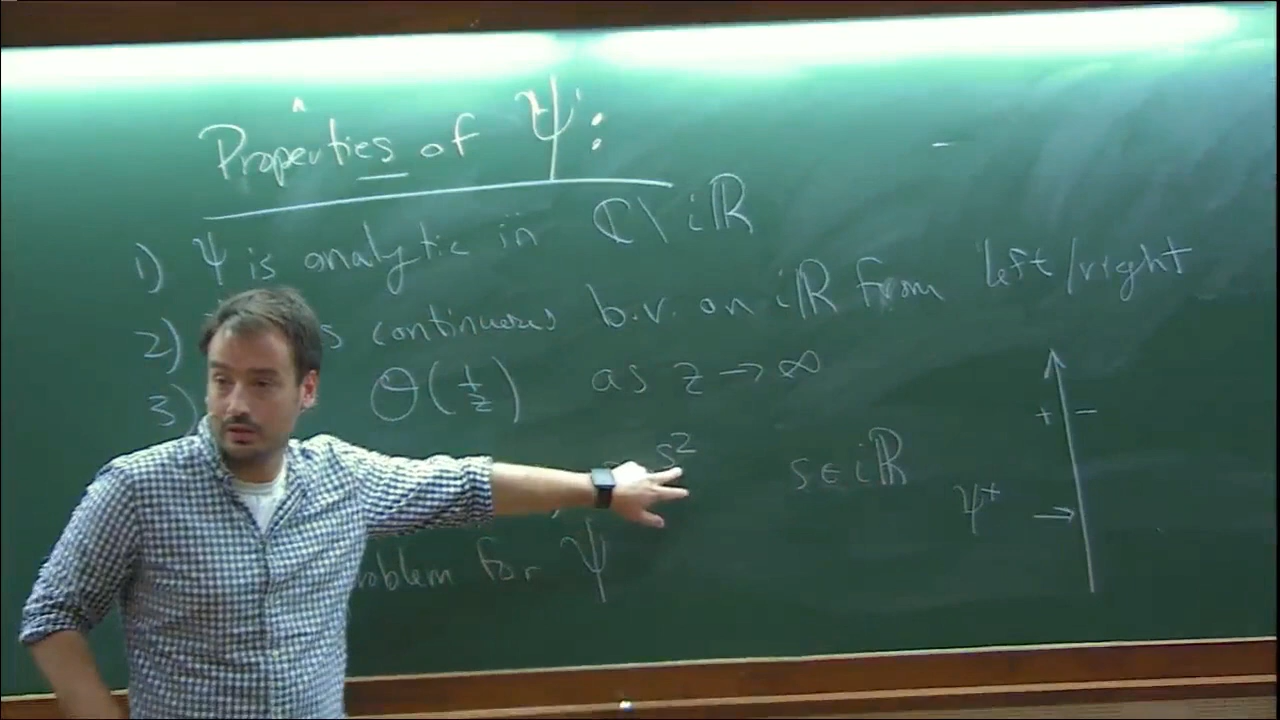 Properties of Ψ:
1) Ψ is analytic in ℂ\iℝ
2) continuous b.v. on iℝ from left/right
3) O(1/z) as z → ∞
s² s ∈ iℝ
+ −
Ψ⁺ →
for Ψ